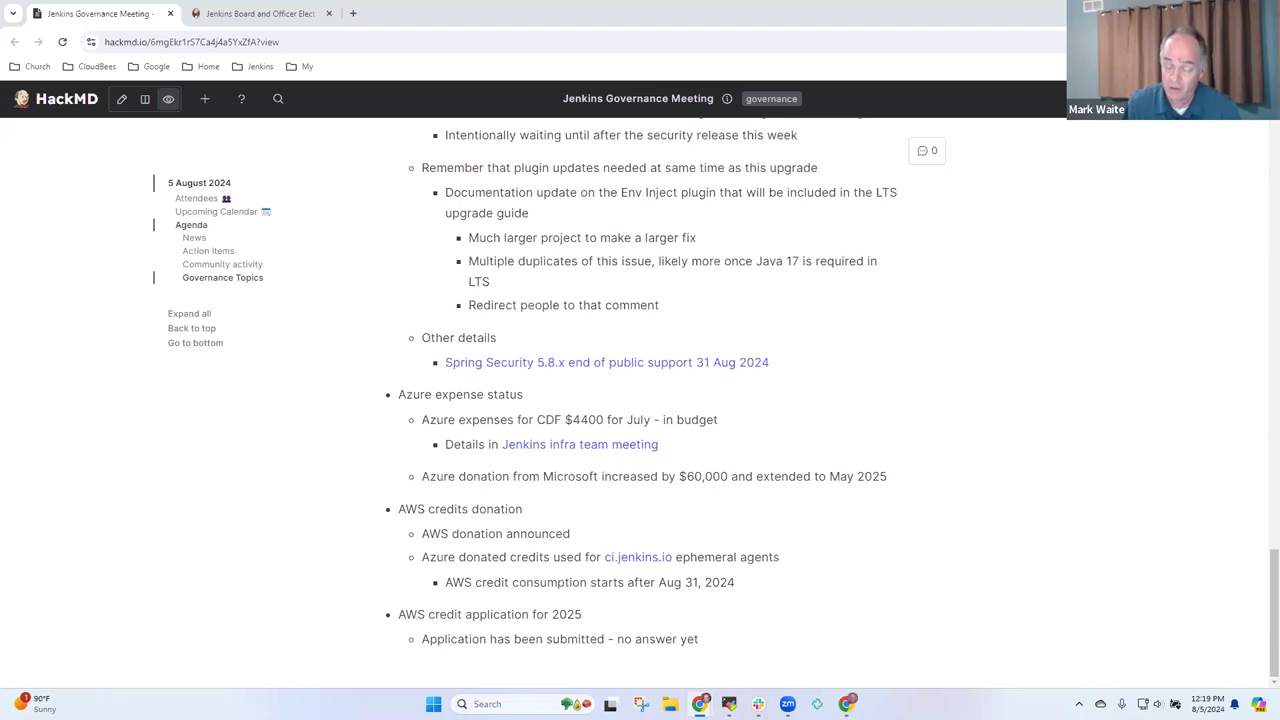 Jenkins Governance Meeting -
Jenkins Board and Officer Elect
hackmd.io/6mgEkr1rS7Ca4j4a5YxZfA?view
Church
CloudBees
Google
Home
Jenkins
My
HackMD
Jenkins Governance Meeting
governance
Mark Waite
Intentionally waiting until after the security release this week
0
Remember that plugin updates needed at same time as this upgrade
Documentation update on the Env Inject plugin that will be included in the LTS
upgrade guide
Much larger project to make a larger fix
Multiple duplicates of this issue, likely more once Java 17 is required in
LTS
Redirect people to that comment
Other details
Spring Security 5.8.x end of public support 31 Aug 2024
Azure expense status
Azure expenses for CDF $4400 for July - in budget
Details in Jenkins infra team meeting
Azure donation from Microsoft increased by $60,000 and extended to May 2025
AWS credits donation
AWS donation announced
Azure donated credits used for ci.jenkins.io ephemeral agents
AWS credit consumption starts after Aug 31, 2024
AWS credit application for 2025
Application has been submitted - no answer yet
5 August 2024
Attendees
Upcoming Calendar
Agenda
News
Action Items
Community activity
Governance Topics
Expand all
Back to top
Go to bottom
1
90°F
Sunny
Search
zm
12:19 PM
8/5/2024